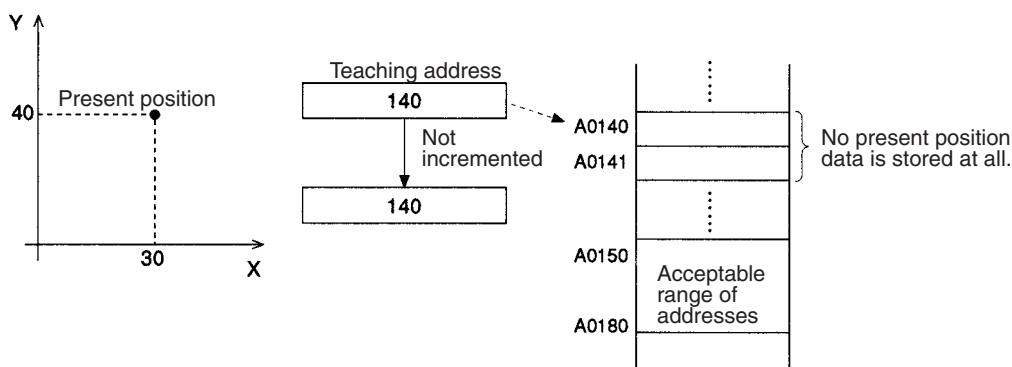 Y
40
Present position
30
X
Teaching address
140
Not
incremented
140
A0140
A0141
No present position
data is stored at all.
A0150
Acceptable
range of
addresses
A0180